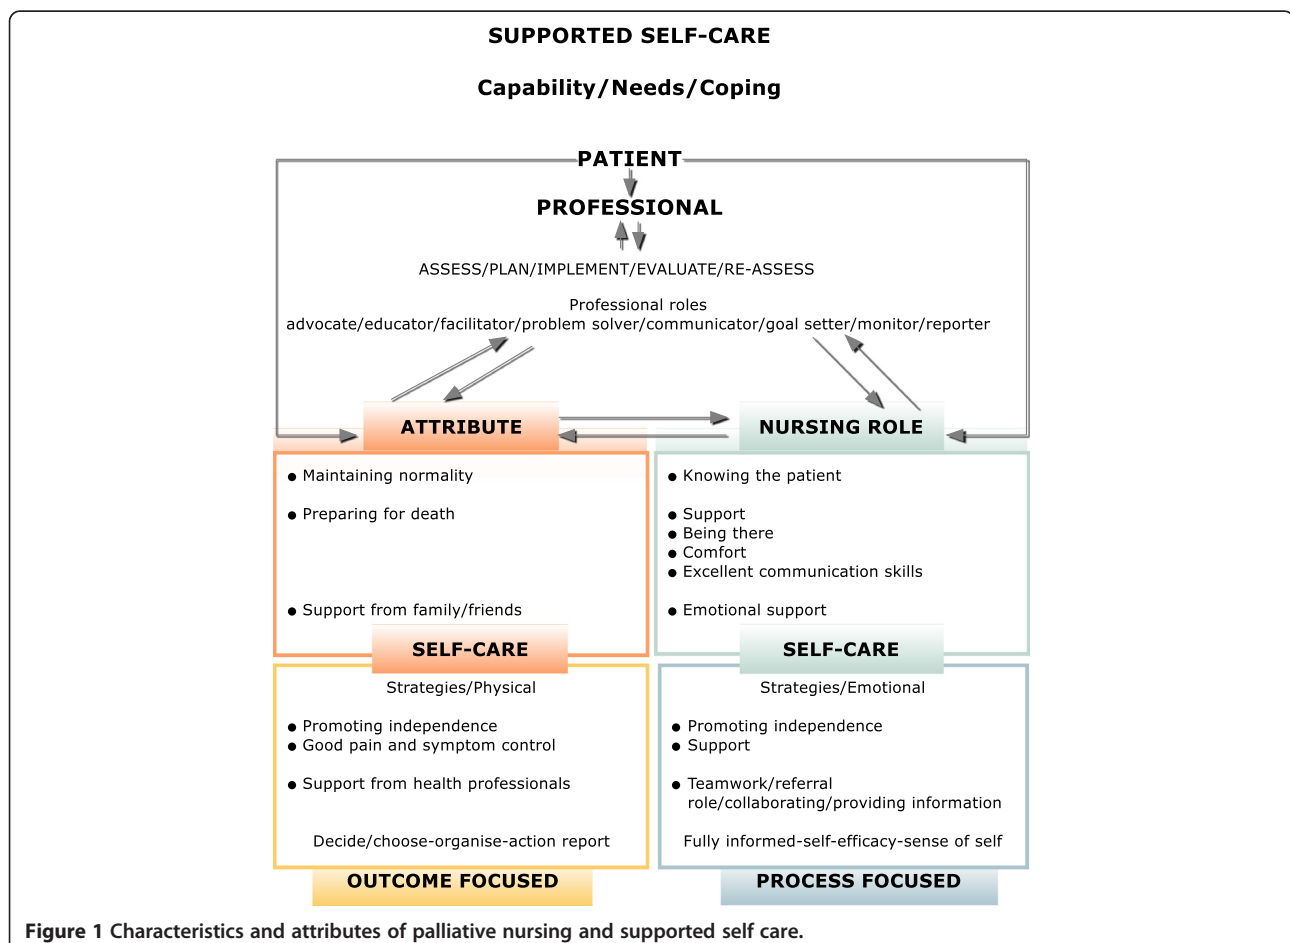 SUPPORTED SELF-CARE
Capability/Needs/Coping
PATIENT
PROFESSIONAL
ASSESS/PLAN/IMPLEMENT/EVALUATE/RE-ASSESS
Professional roles
advocate/educator/facilitator/problem solver/communicator/goal setter/monitor/reporter
ATTRIBUTE
● Maintaining normality
● Preparing for death
● Support from family/friends
NURSING ROLE
● Knowing the patient
● Support
● Being there
● Comfort
● Excellent communication skills
● Emotional support
SELF-CARE
Strategies/Physical
● Promoting independence
● Good pain and symptom control
● Support from health professionals
Decide/choose-organise-action report
OUTCOME FOCUSED
SELF-CARE
Strategies/Emotional
● Promoting independence
● Support
● Teamwork/referral
role/collaborating/providing information
Fully informed-self-efficacy-sense of self
PROCESS FOCUSED
Figure 1 Characteristics and attributes of palliative nursing and supported self care.